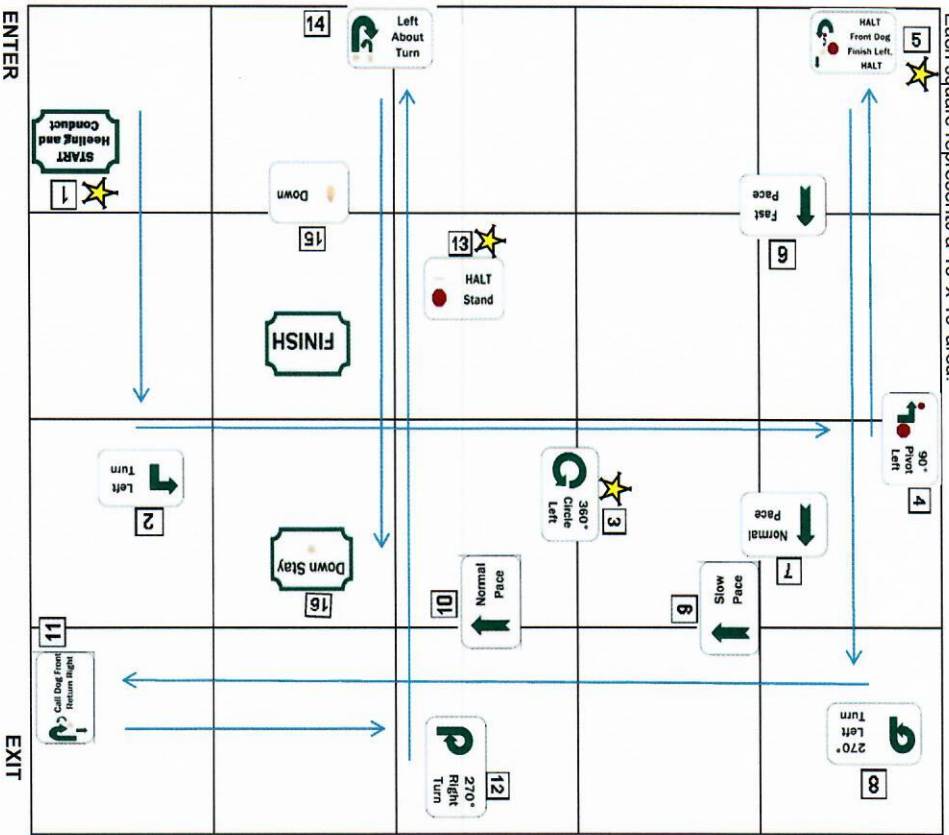 Each square represents a 10' x 10' area.
ENTER
START
Heeling and
Conduct
1
Left
Turn
2
360°
Circle
Left
3
90°
Pivot
Left
4
HALT
Front Dog
Finish Left.
HALT
5
Fast
Pace
6
Normal
Pace
7
270°
Left
Turn
8
Slow
Pace
9
Normal
Pace
10
Call Dog Front
Return Right
11
270°
Right
Turn
12
HALT
Stand
13
Left
About
Turn
14
Down
15
Down Stay
16
FINISH
EXIT